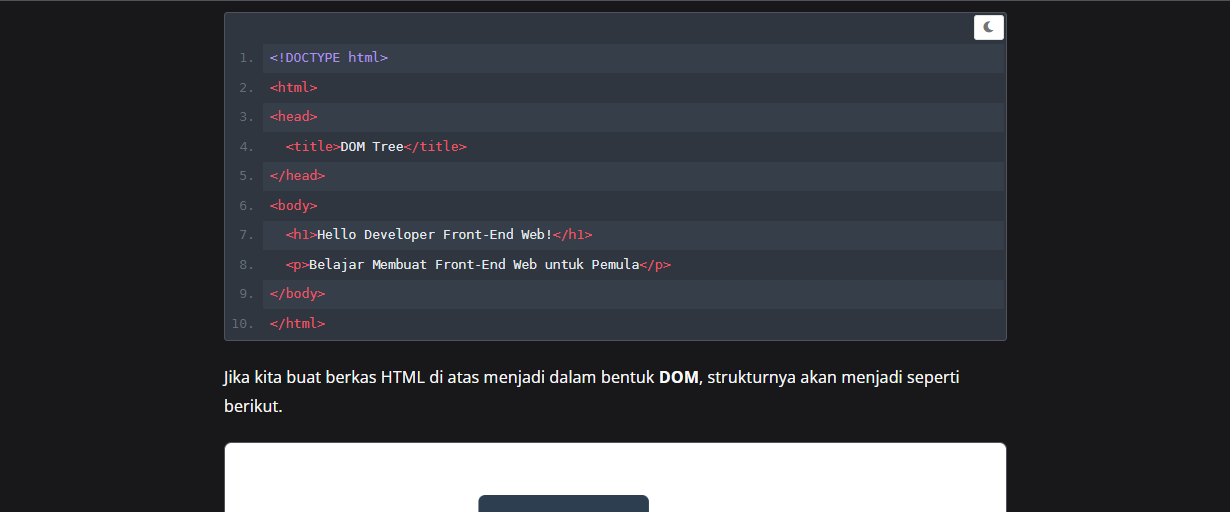 1. <!DOCTYPE html>
2. <html>
3. <head>
4.   <title>DOM Tree</title>
5. </head>
6. <body>
7.   <h1>Hello Developer Front-End Web!</h1>
8.   <p>Belajar Membuat Front-End Web untuk Pemula</p>
9. </body>
10. </html>
Jika kita buat berkas HTML di atas menjadi dalam bentuk DOM, strukturnya akan menjadi seperti
berikut.